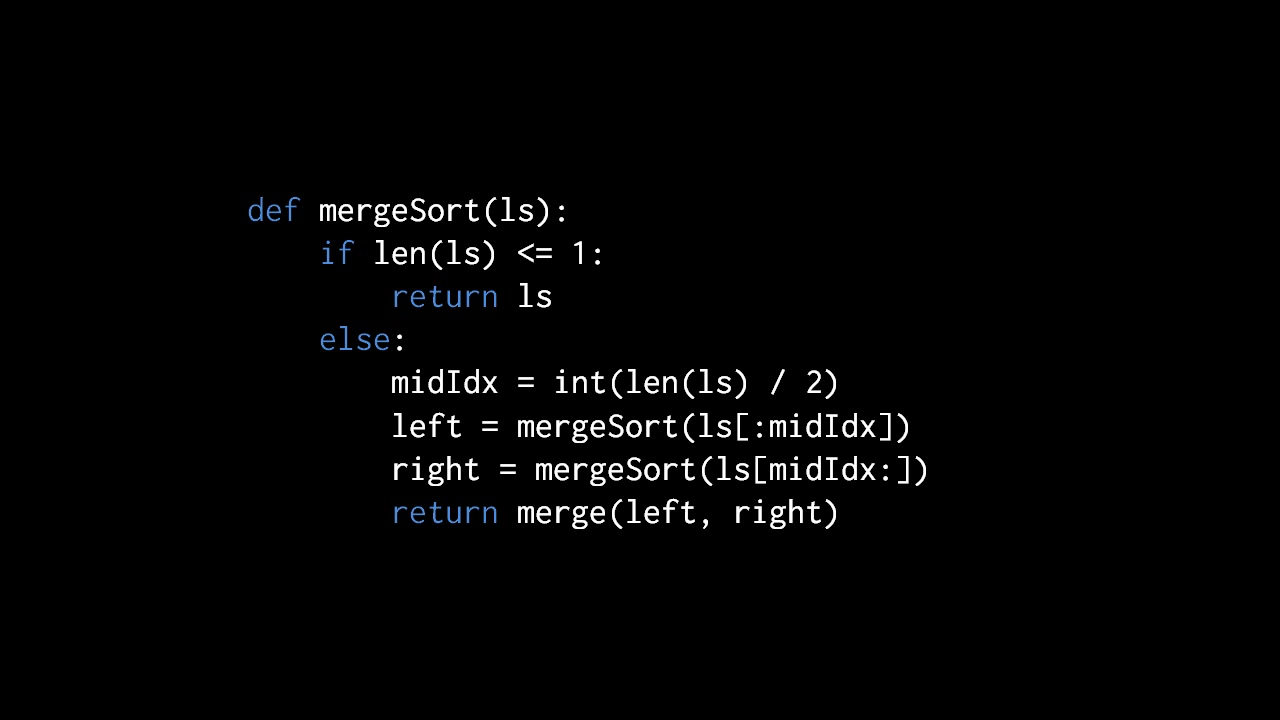 def mergeSort(ls):
    if len(ls) <= 1:
        return ls
    else:
        midIdx = int(len(ls) / 2)
        left = mergeSort(ls[:midIdx])
        right = mergeSort(ls[midIdx:])
        return merge(left, right)